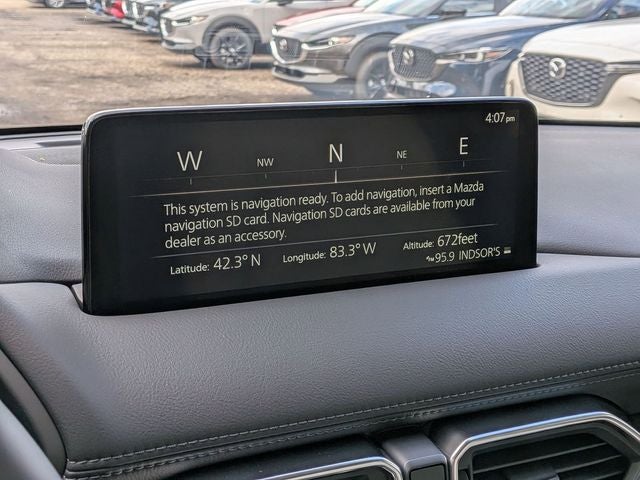 4:07 pm
W NW N NE E
This system is navigation ready. To add navigation, insert a Mazda
navigation SD card. Navigation SD cards are available from your
dealer as an accessory.
Latitude: 42.3° N Longitude: 83.3° W Altitude: 672feet
FM 95.9 INDSOR'S